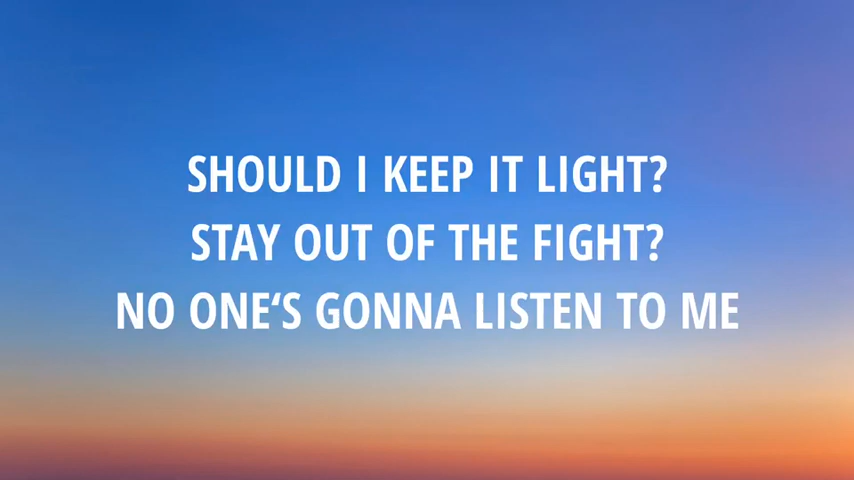 SHOULD I KEEP IT LIGHT?
STAY OUT OF THE FIGHT?
NO ONE‘S GONNA LISTEN TO ME